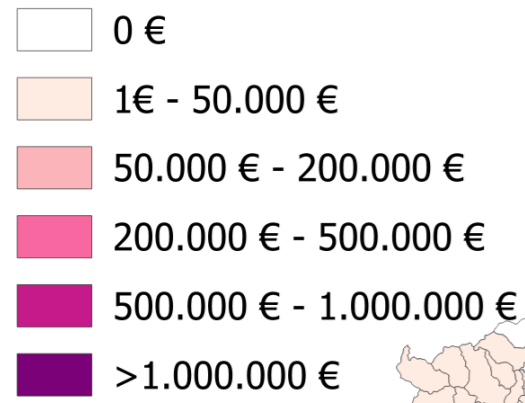 0 €
1€ - 50.000 €
50.000 € - 200.000 €
200.000 € - 500.000 €
500.000 € - 1.000.000 €
>1.000.000 €